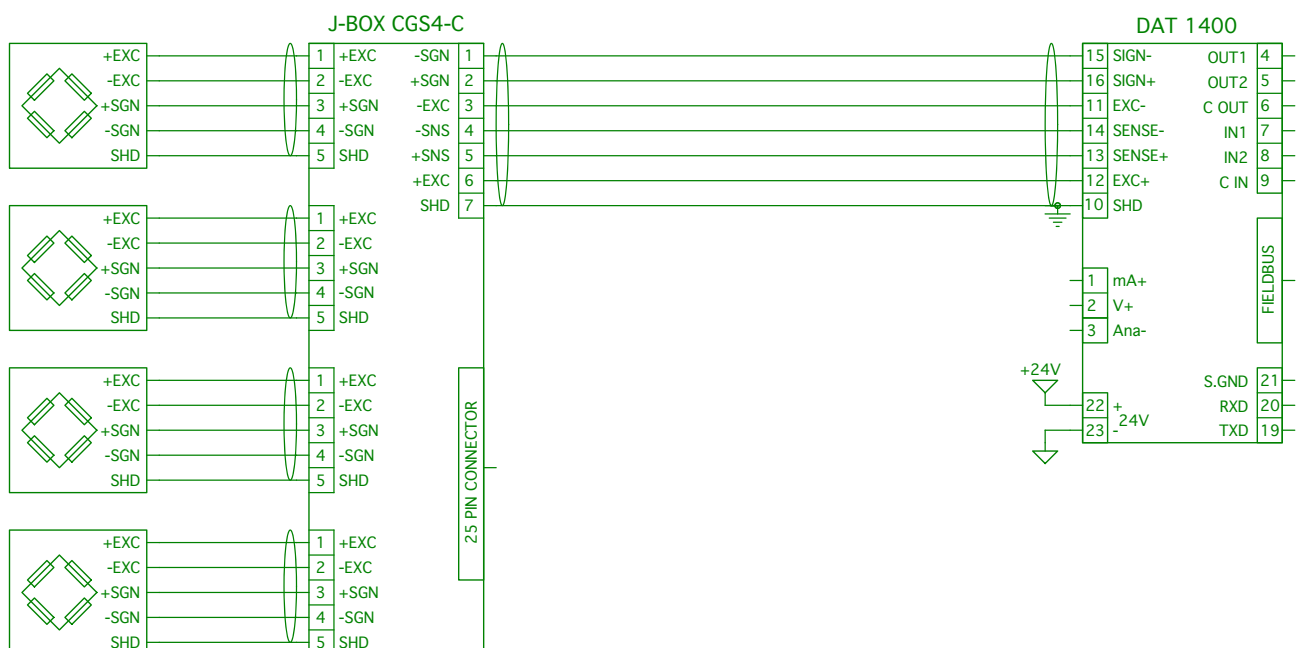 J-BOX CGS4-C
DAT 1400
+EXC 1 +EXC -SGN 1 15 SIGN- OUT1 4
-EXC 2 -EXC +SGN 2 16 SIGN+ OUT2 5
+SGN 3 +SGN -EXC 3 11 EXC- C OUT 6
-SGN 4 -SGN -SNS 4 14 SENSE- IN1 7
SHD 5 SHD +SNS 5 13 SENSE+ IN2 8
+EXC 6 12 EXC+ C IN 9
SHD 7 10 SHD
+EXC 1 +EXC
-EXC 2 -EXC
+SGN 3 +SGN
-SGN 4 -SGN
SHD 5 SHD
1 mA+
2 V+
3 Ana-
FIELDBUS
+EXC 1 +EXC
-EXC 2 -EXC
+SGN 3 +SGN
-SGN 4 -SGN
SHD 5 SHD
25 PIN CONNECTOR
+24V
S.GND 21
22 + RXD 20
24V
23 - TXD 19
+EXC 1 +EXC
-EXC 2 -EXC
+SGN 3 +SGN
-SGN 4 -SGN
SHD 5 SHD